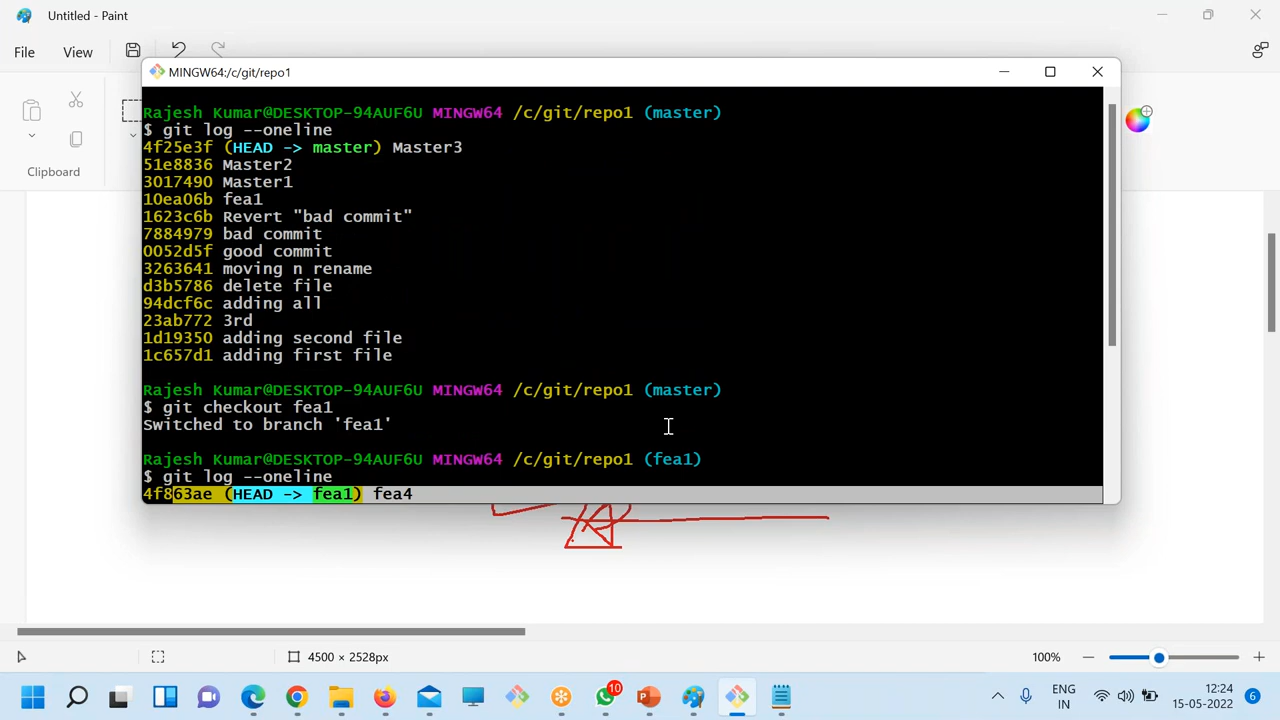 Untitled - Paint
File
View
MINGW64:/c/git/repo1
Rajesh Kumar@DESKTOP-94AUF6U MINGW64 /c/git/repo1 (master)
$ git log --oneline
4f25e3f (HEAD -> master) Master3
51e8836 Master2
3017490 Master1
10ea06b fea1
1623c6b Revert "bad commit"
7884979 bad commit
0052d5f good commit
3263641 moving n rename
d3b5786 delete file
94dcf6c adding all
23ab772 3rd
1d19350 adding second file
1c657d1 adding first file
Rajesh Kumar@DESKTOP-94AUF6U MINGW64 /c/git/repo1 (master)
$ git checkout fea1
Switched to branch 'fea1'
Rajesh Kumar@DESKTOP-94AUF6U MINGW64 /c/git/repo1 (fea1)
$ git log --oneline
4f863ae (HEAD -> fea1) fea4
Clipboard
4500 × 2528px
100%
10
ENG
IN
12:24
15-05-2022
6